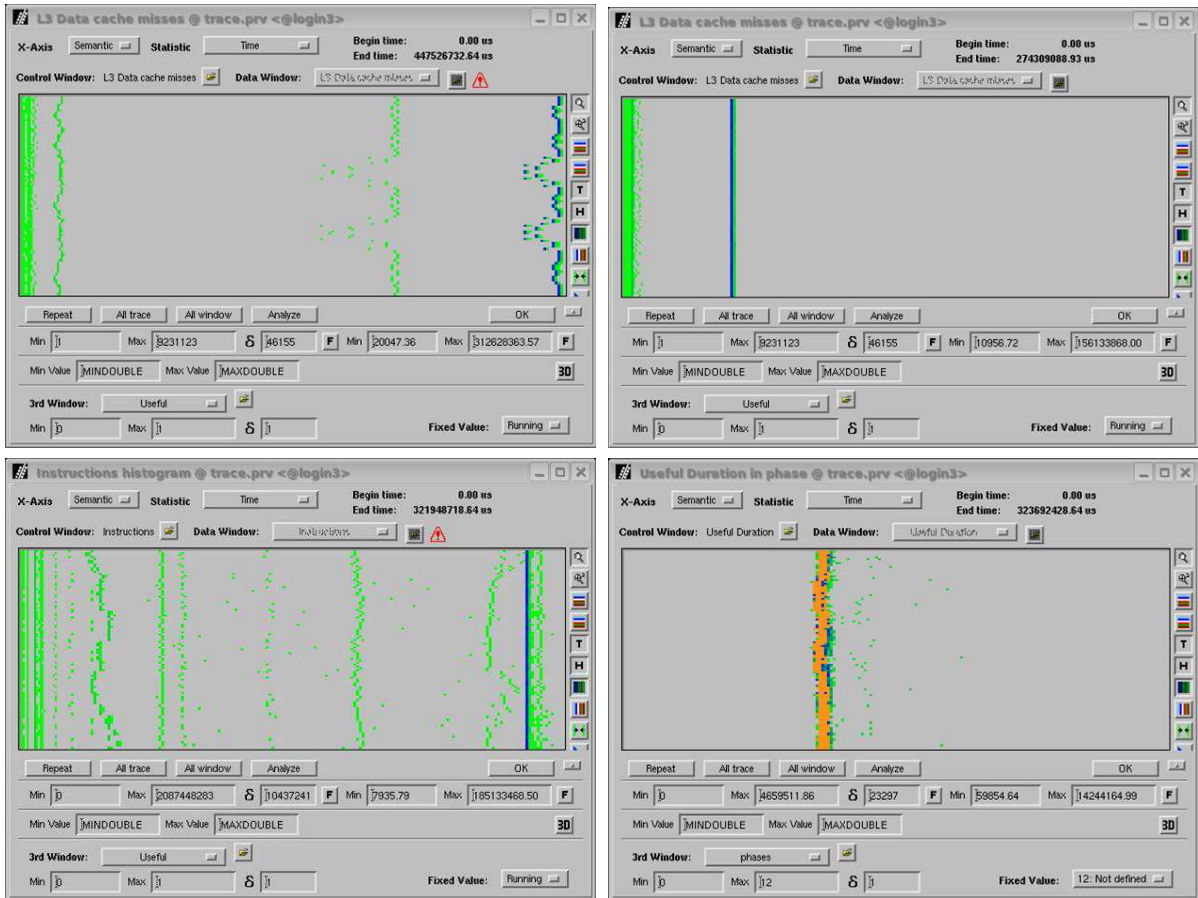 L3 Data cache misses @ trace.prv <@login3>
X-Axis Semantic Statistic Time Begin time: 0.00 us
End time: 447526732.64 us
Control Window: L3 Data cache misses Data Window: L3 Data cache misses
T
H
Repeat All trace All window Analyze OK
Min 1 Max 9231123 δ 46155 F Min 20047.36 Max 312628363.57 F
Min Value MINDOUBLE Max Value MAXDOUBLE 3D
3rd Window: Useful
Min 0 Max 1 δ 1 Fixed Value: Running
L3 Data cache misses @ trace.prv <@login3>
X-Axis Semantic Statistic Time Begin time: 0.00 us
End time: 274309088.93 us
Control Window: L3 Data cache misses Data Window: L3 Data cache misses
T
H
Repeat All trace All window Analyze OK
Min 1 Max 9231123 δ 46155 F Min 10956.72 Max 156133868.00 F
Min Value MINDOUBLE Max Value MAXDOUBLE 3D
3rd Window: Useful
Min 0 Max 1 δ 1 Fixed Value: Running
Instructions histogram @ trace.prv <@login3>
X-Axis Semantic Statistic Time Begin time: 0.00 us
End time: 321948718.64 us
Control Window: Instructions Data Window: Instructions
T
H
Repeat All trace All window Analyze OK
Min 0 Max 2087448283 δ 10437241 F Min 7935.79 Max 185133468.50 F
Min Value MINDOUBLE Max Value MAXDOUBLE 3D
3rd Window: Useful
Min 0 Max 1 δ 1 Fixed Value: Running
Useful Duration in phase @ trace.prv <@login3>
X-Axis Semantic Statistic Time Begin time: 0.00 us
End time: 323692428.64 us
Control Window: Useful Duration Data Window: Useful Duration
T
H
Repeat All trace All window Analyze OK
Min 0 Max 4659511.86 δ 23297 F Min 59854.64 Max 14244164.99 F
Min Value MINDOUBLE Max Value MAXDOUBLE 3D
3rd Window: phases
Min 0 Max 12 δ 1 Fixed Value: 12: Not defined